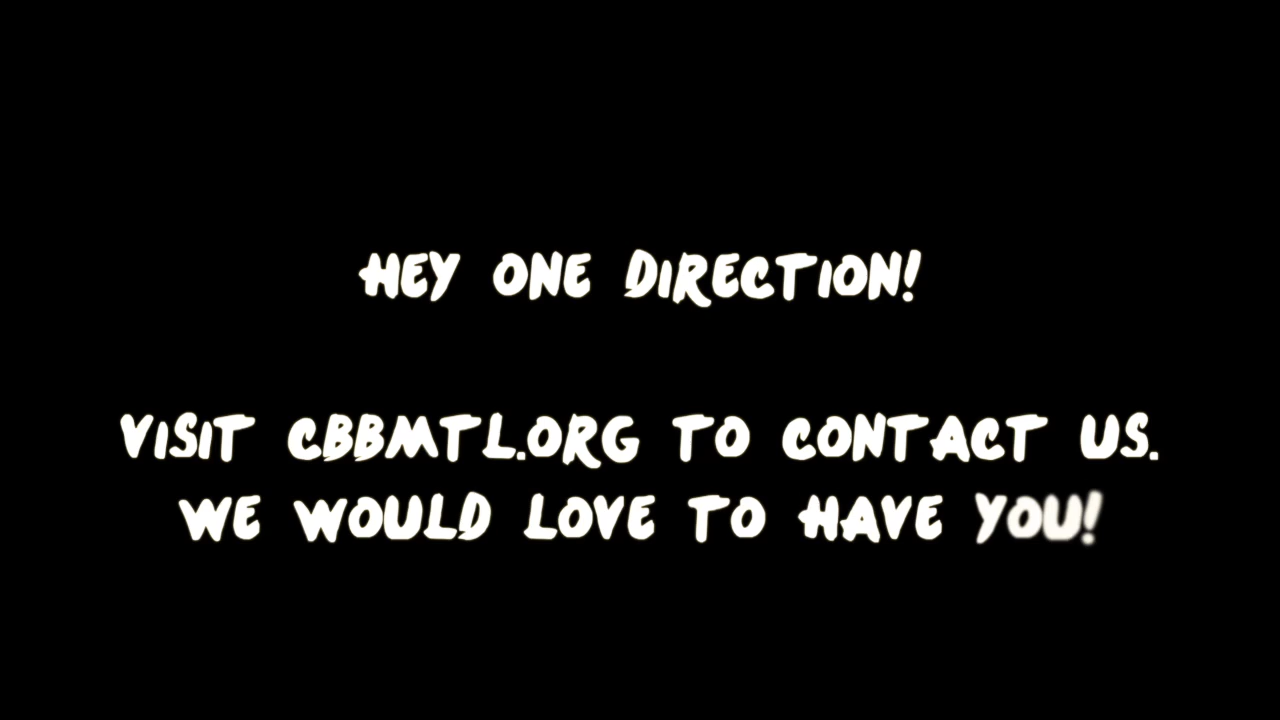 HEY ONE DIRECTION!
VISIT CBBMTL.ORG TO CONTACT US.
WE WOULD LOVE TO HAVE YOU!